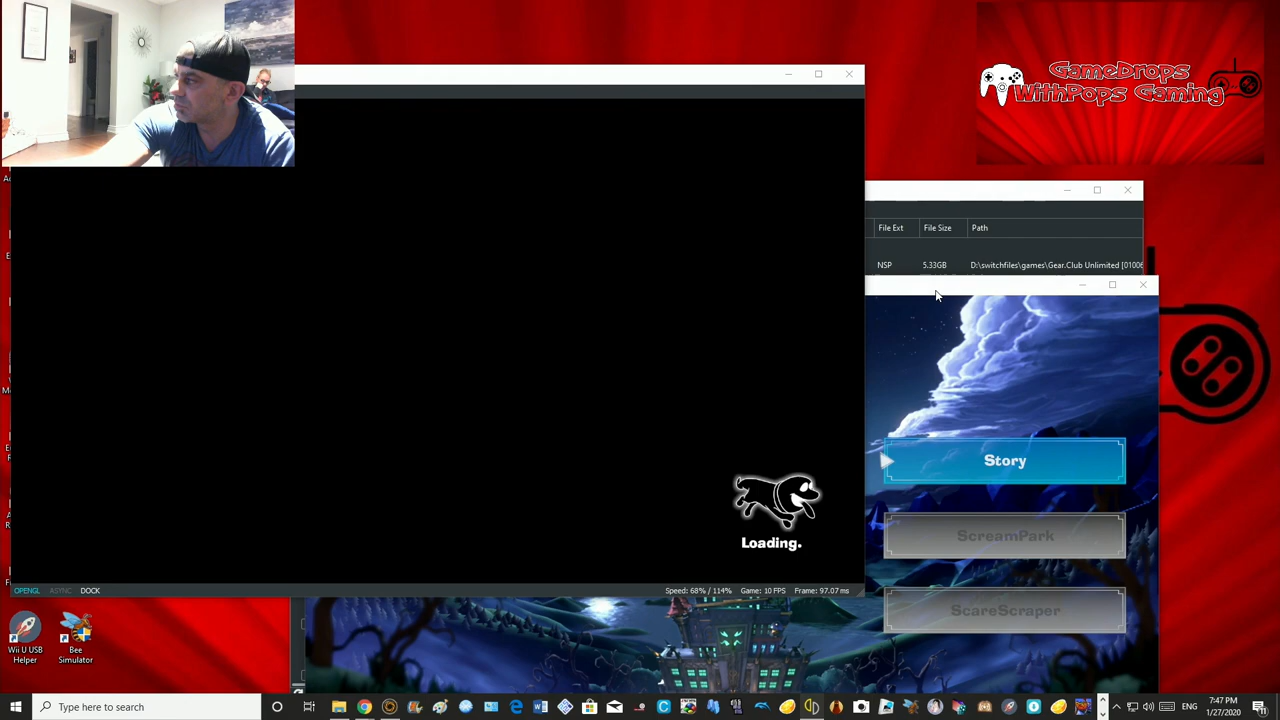 GameDrops
WithPops Gaming
File Ext File Size Path
NSP 5.33GB D:\switchfiles\games\Gear.Club Unlimited [01006
Story
ScreamPark
ScareScraper
Loading.
OPENGL ASYNC DOCK Speed: 68% / 114% Game: 10 FPS Frame: 97.07 ms
Wii U USB
Helper
Bee
Simulator
Type here to search
ENG
7:47 PM
1/27/2020